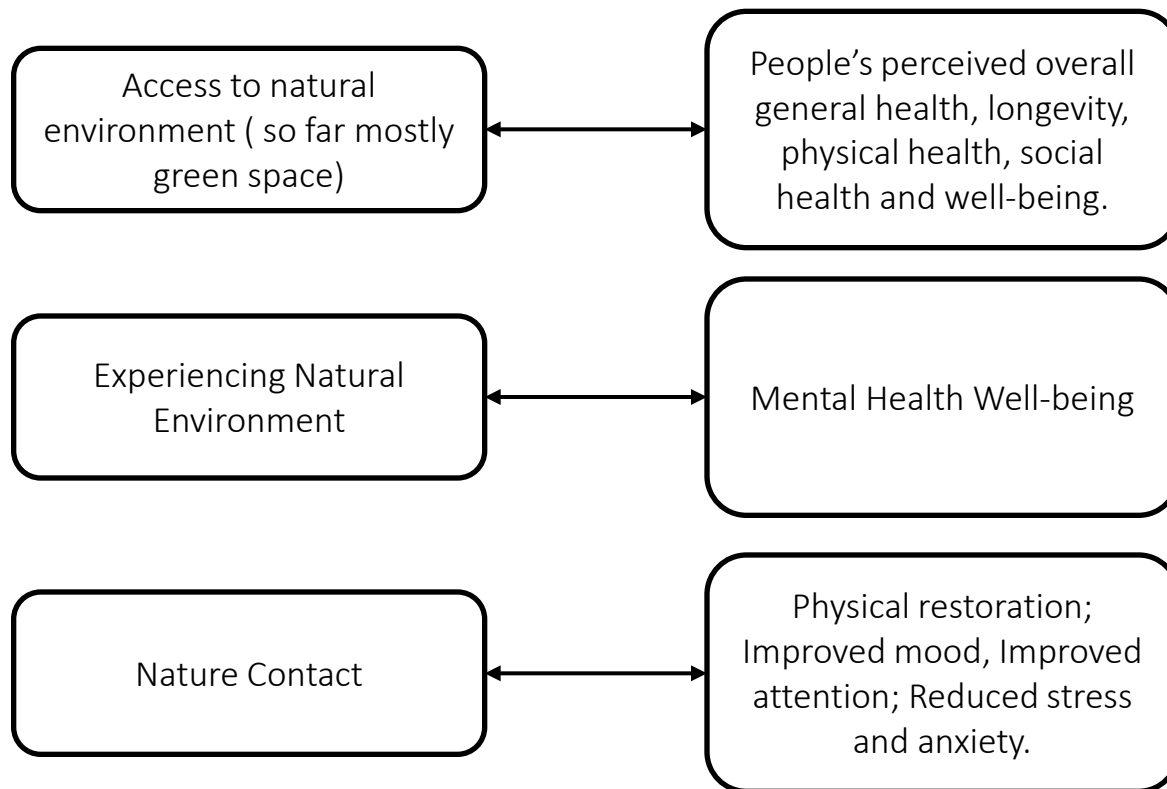 Access to natural
environment ( so far mostly
green space)
People’s perceived overall
general health, longevity,
physical health, social
health and well-being.
Experiencing Natural
Environment
Mental Health Well-being
Nature Contact
Physical restoration;
Improved mood, Improved
attention; Reduced stress
and anxiety.